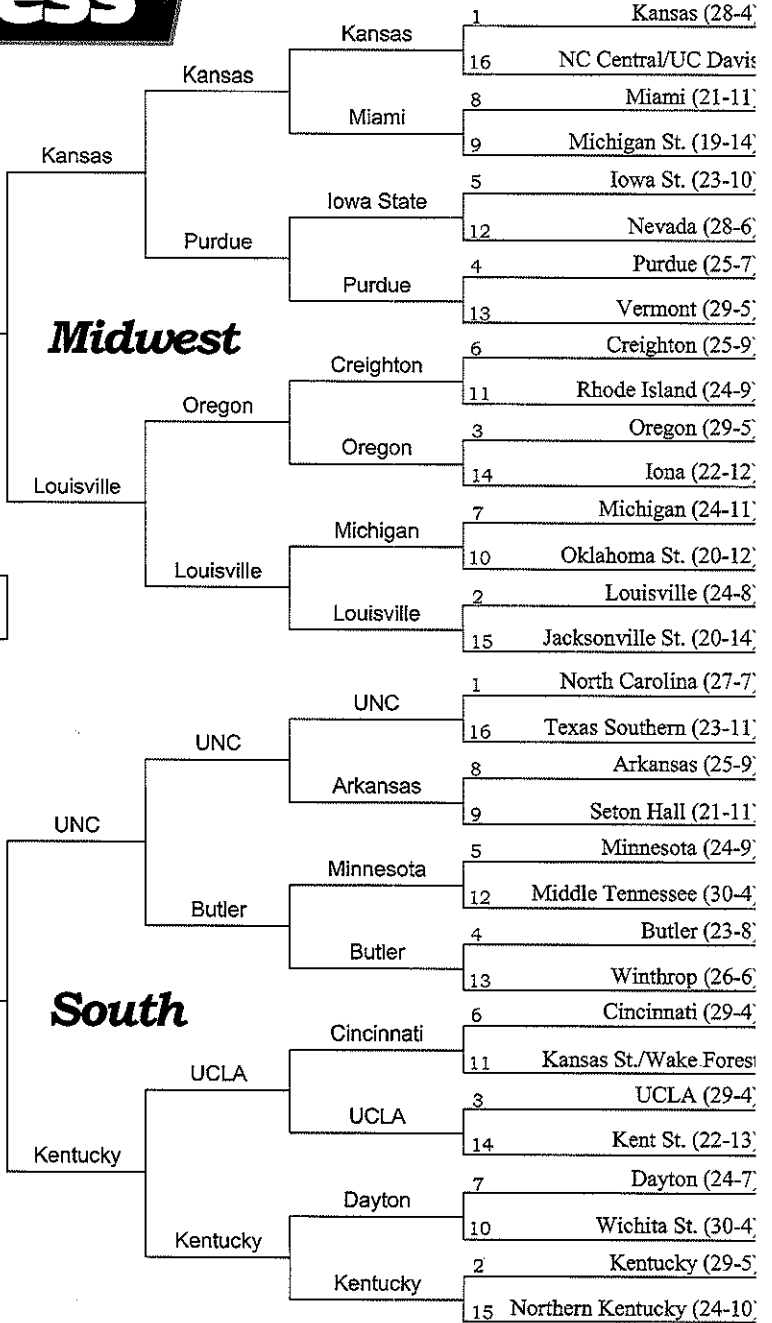 ess
1 Kansas (28-4)
Kansas
16 NC Central/UC Davis
Kansas
8 Miami (21-11)
Miami
9 Michigan St. (19-14)
Kansas
5 Iowa St. (23-10)
Iowa State
12 Nevada (28-6)
Purdue
4 Purdue (25-7)
Purdue
13 Vermont (29-5)
Midwest
6 Creighton (25-9)
Creighton
11 Rhode Island (24-9)
Oregon
3 Oregon (29-5)
Oregon
14 Iona (22-12)
Louisville
7 Michigan (24-11)
Michigan
10 Oklahoma St. (20-12)
Louisville
2 Louisville (24-8)
Louisville
15 Jacksonville St. (20-14)
1 North Carolina (27-7)
UNC
16 Texas Southern (23-11)
UNC
8 Arkansas (25-9)
Arkansas
9 Seton Hall (21-11)
UNC
5 Minnesota (24-9)
Minnesota
12 Middle Tennessee (30-4)
Butler
4 Butler (23-8)
Butler
13 Winthrop (26-6)
South
6 Cincinnati (29-4)
Cincinnati
11 Kansas St./Wake Forest
UCLA
3 UCLA (29-4)
UCLA
14 Kent St. (22-13)
Kentucky
7 Dayton (24-7)
Dayton
10 Wichita St. (30-4)
Kentucky
2 Kentucky (29-5)
Kentucky
15 Northern Kentucky (24-10)